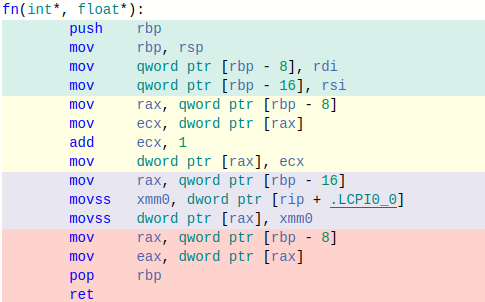 fn(int*, float*):
push rbp
mov rbp, rsp
mov qword ptr [rbp - 8], rdi
mov qword ptr [rbp - 16], rsi
mov rax, qword ptr [rbp - 8]
mov ecx, dword ptr [rax]
add ecx, 1
mov dword ptr [rax], ecx
mov rax, qword ptr [rbp - 16]
movss xmm0, dword ptr [rip + .LCPI0_0]
movss dword ptr [rax], xmm0
mov rax, qword ptr [rbp - 8]
mov eax, dword ptr [rax]
pop rbp
ret